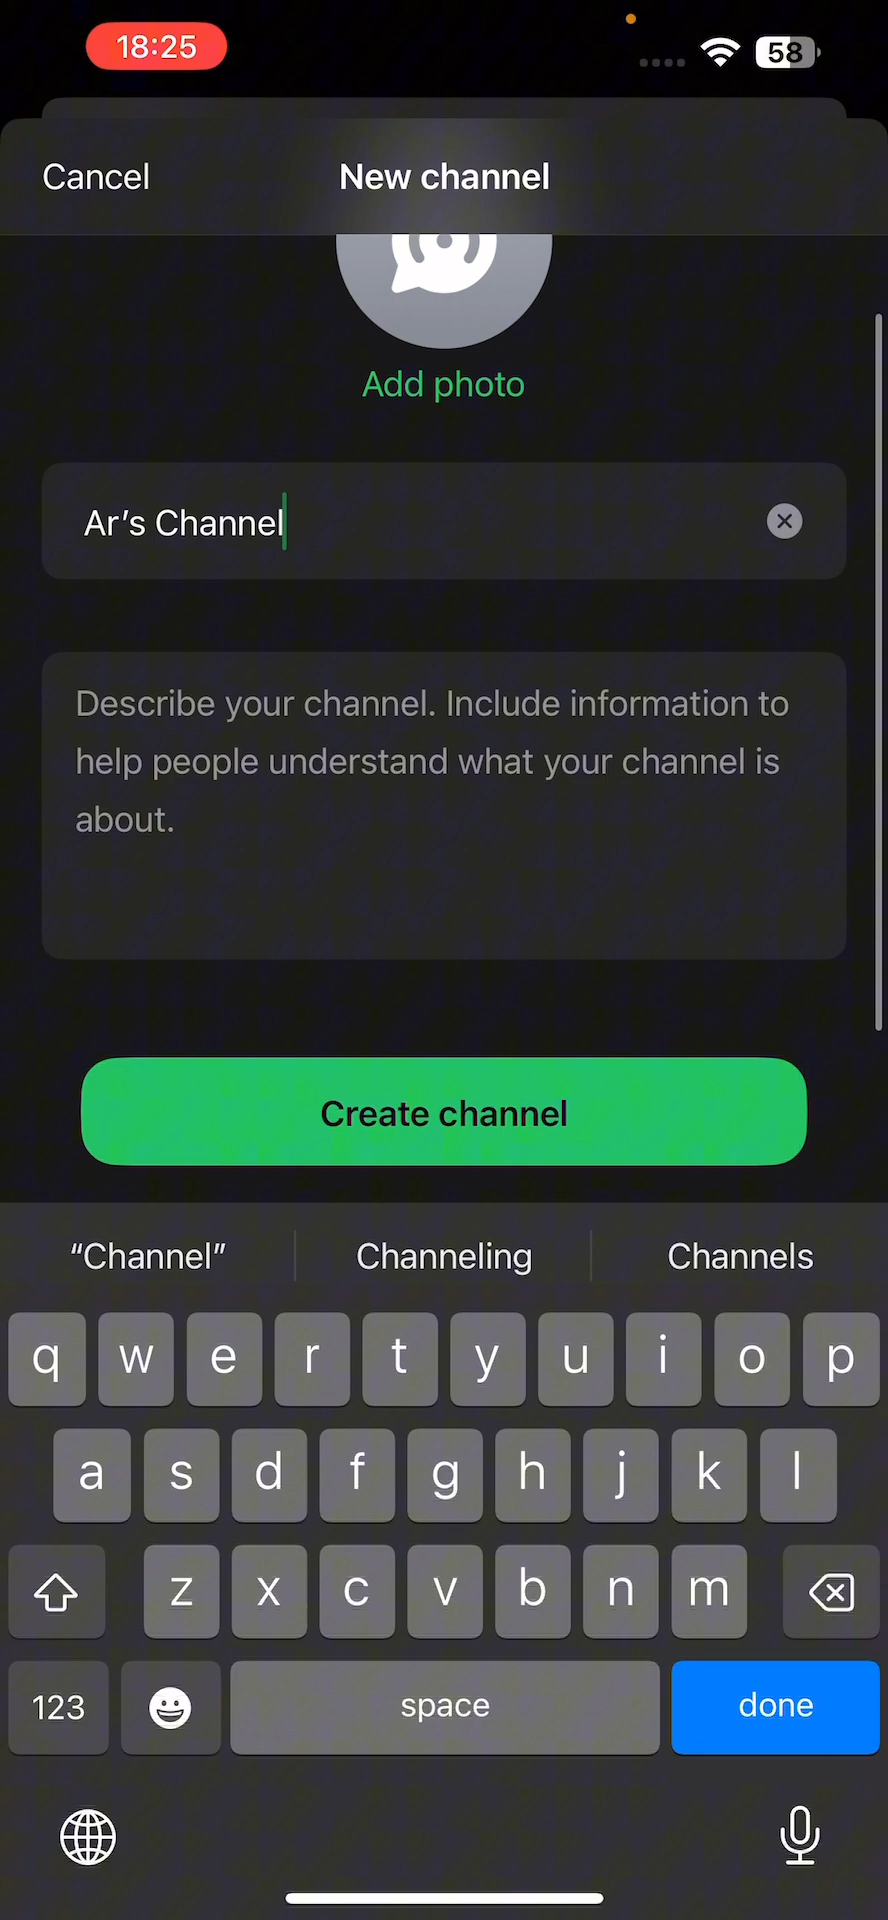 18:25
58
Cancel
New channel
Add photo
Ar’s Channel
Describe your channel. Include information to
help people understand what your channel is
about.
Create channel
“Channel”
Channeling
Channels
q w e r t y u i o p
a s d f g h j k l
z x c v b n m
123
space
done